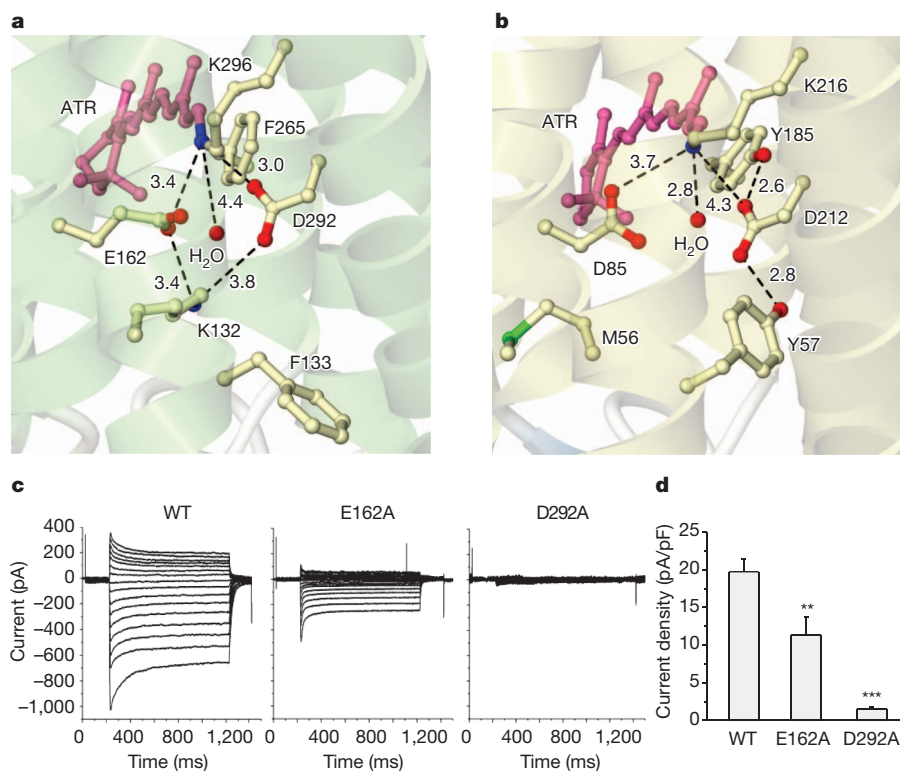 a
K296
ATR
F265
3.0
3.4
4.4
D292
E162
H2O
3.4
3.8
K132
F133
b
K216
ATR
Y185
3.7
2.8
2.6
4.3
D212
H2O
D85
2.8
M56
Y57
c
WT
E162A
D292A
Current (pA)
400
200
0
−200
−400
−600
−800
−1,000
0 400 800 1,200
0 400 800 1,200
0 400 800 1,200
Time (ms)
Time (ms)
Time (ms)
d
Current density (pA/pF)
25
20
15
10
5
0
**
***
WT E162A D292A